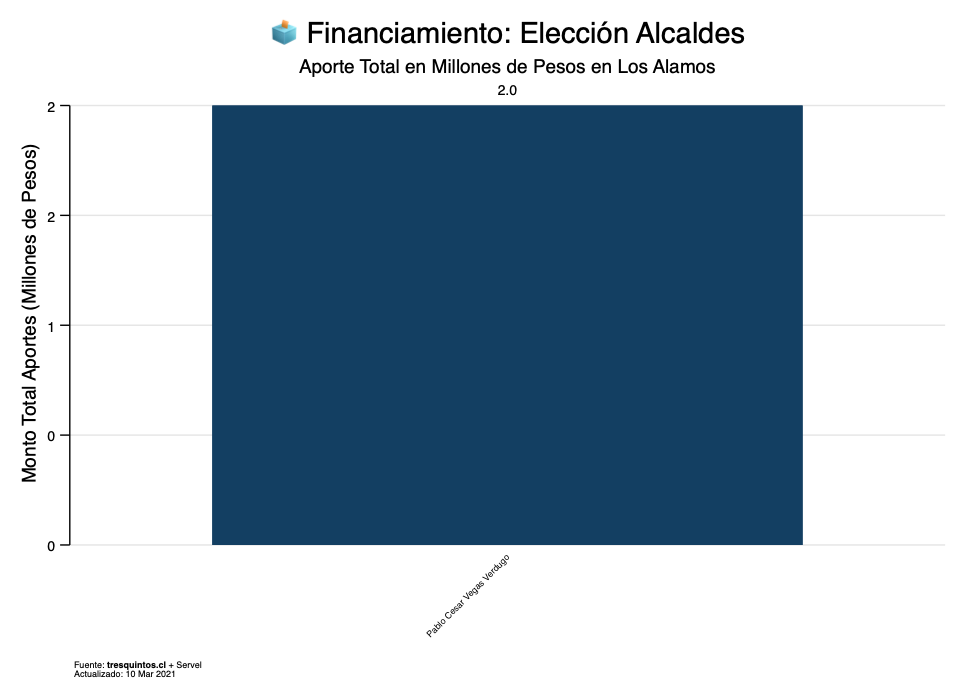 🗳️ Financiamiento: Elección Alcaldes
Aporte Total en Millones de Pesos en Los Alamos
2.0
Monto Total Aportes (Millones de Pesos)
2
2
1
0
0
Pablo Cesar Vegas Verdugo
Fuente: tresquintos.cl + Servel
Actualizado: 10 Mar 2021